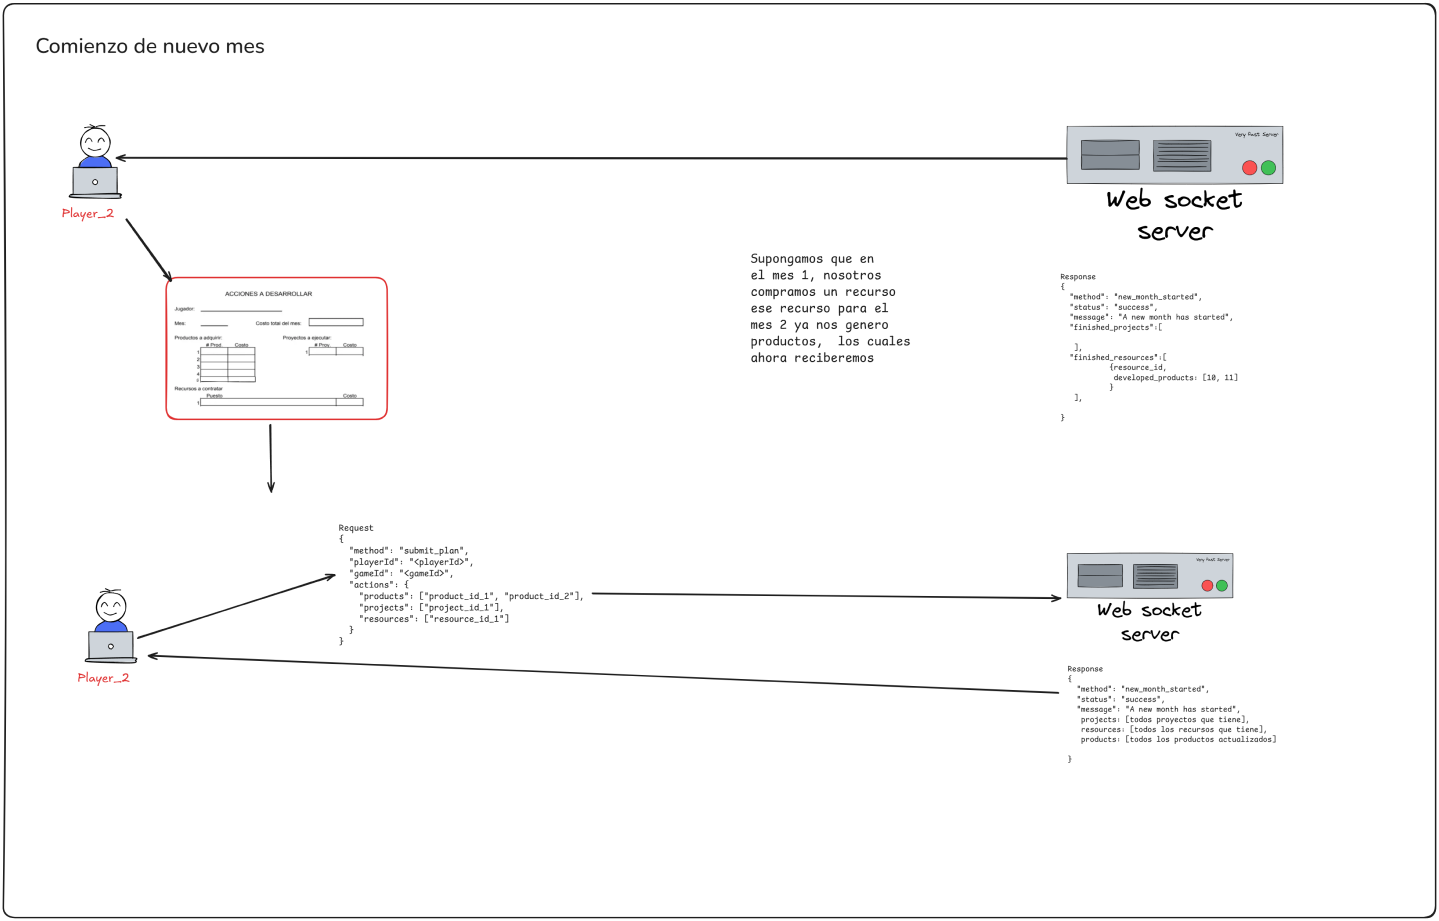 Comienzo de nuevo mes
Very Fast Server
Web socket
server
Player_2
ACCIONES A DESARROLLAR
Jugador:
Mes:
Costo total del mes:
Productos a adquirir:
Proyectos a ejecutar:
# Prod.
Costo
# Proy.
Costo
1
1
2
3
4
Recursos a contratar
Puesto
Costo
1
Supongamos que en
el mes 1, nosotros
compramos un recurso
ese recurso para el
mes 2 ya nos genero
productos,  los cuales
ahora reciberemos
Response
{
"method": "new_month_started",
"status": "success",
"message": "A new month has started",
"finished_projects":[
],
"finished_resources":[
{resource_id,
developed_products: [10, 11]
}
],
}
Request
{
"method": "submit_plan",
"playerId": "<playerId>",
"gameId": "<gameId>",
"actions": {
"products": ["product_id_1", "product_id_2"],
"projects": ["project_id_1"],
"resources": ["resource_id_1"]
}
}
Very Fast Server
Web socket
server
Player_2
Response
{
"method": "new_month_started",
"status": "success",
"message": "A new month has started",
projects: [todos proyectos que tiene],
resources: [todos los recursos que tiene],
products: [todos los productos actualizados]
}